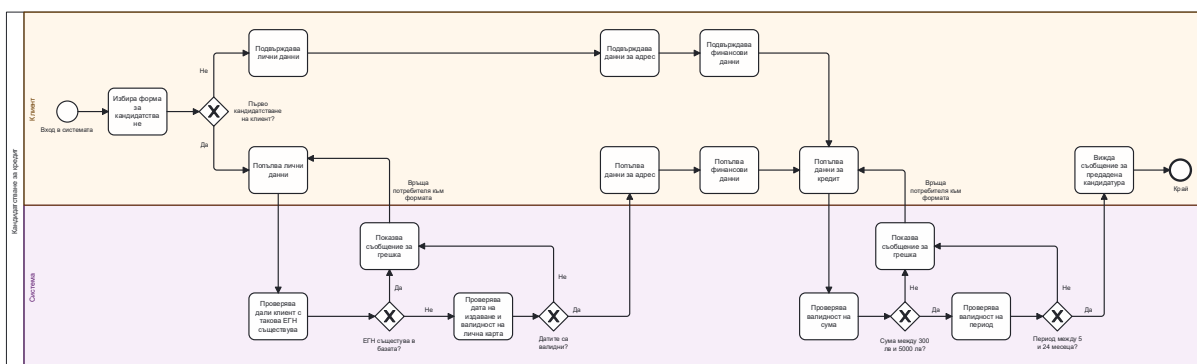 Кандидатстване за кредит
Клиент
Вход в системата
Избира форма
за
кандидатства
не
Не
Първо
кандидатстване
на клиент?
Да
Подвърждава
лични данни
Подвърждава
данни за адрес
Подвърждава
финансови
данни
Попълва лични
данни
Връща
потребителя към
формата
Попълва
данни за адрес
Попълва
финансови
данни
Попълва
данни за
кредит
Връща
потребителя към
формата
Вижда
съобщение за
предадена
кандидатура
Край
Система
Проверява
дали клиент с
такова ЕГН
съществува
Показва
съобщение за
грешка
Да
ЕГН същестува в
базата?
Не
Проверява
дата на
издаване и
валидност на
лична карта
Не
Датите са
валидни?
Да
Проверява
валидност на
сума
Показва
съобщение за
грешка
Не
Сума между 300
лв и 5000 лв?
Да
Проверява
валидност на
период
Не
Период между 5
и 24 месеца?
Да